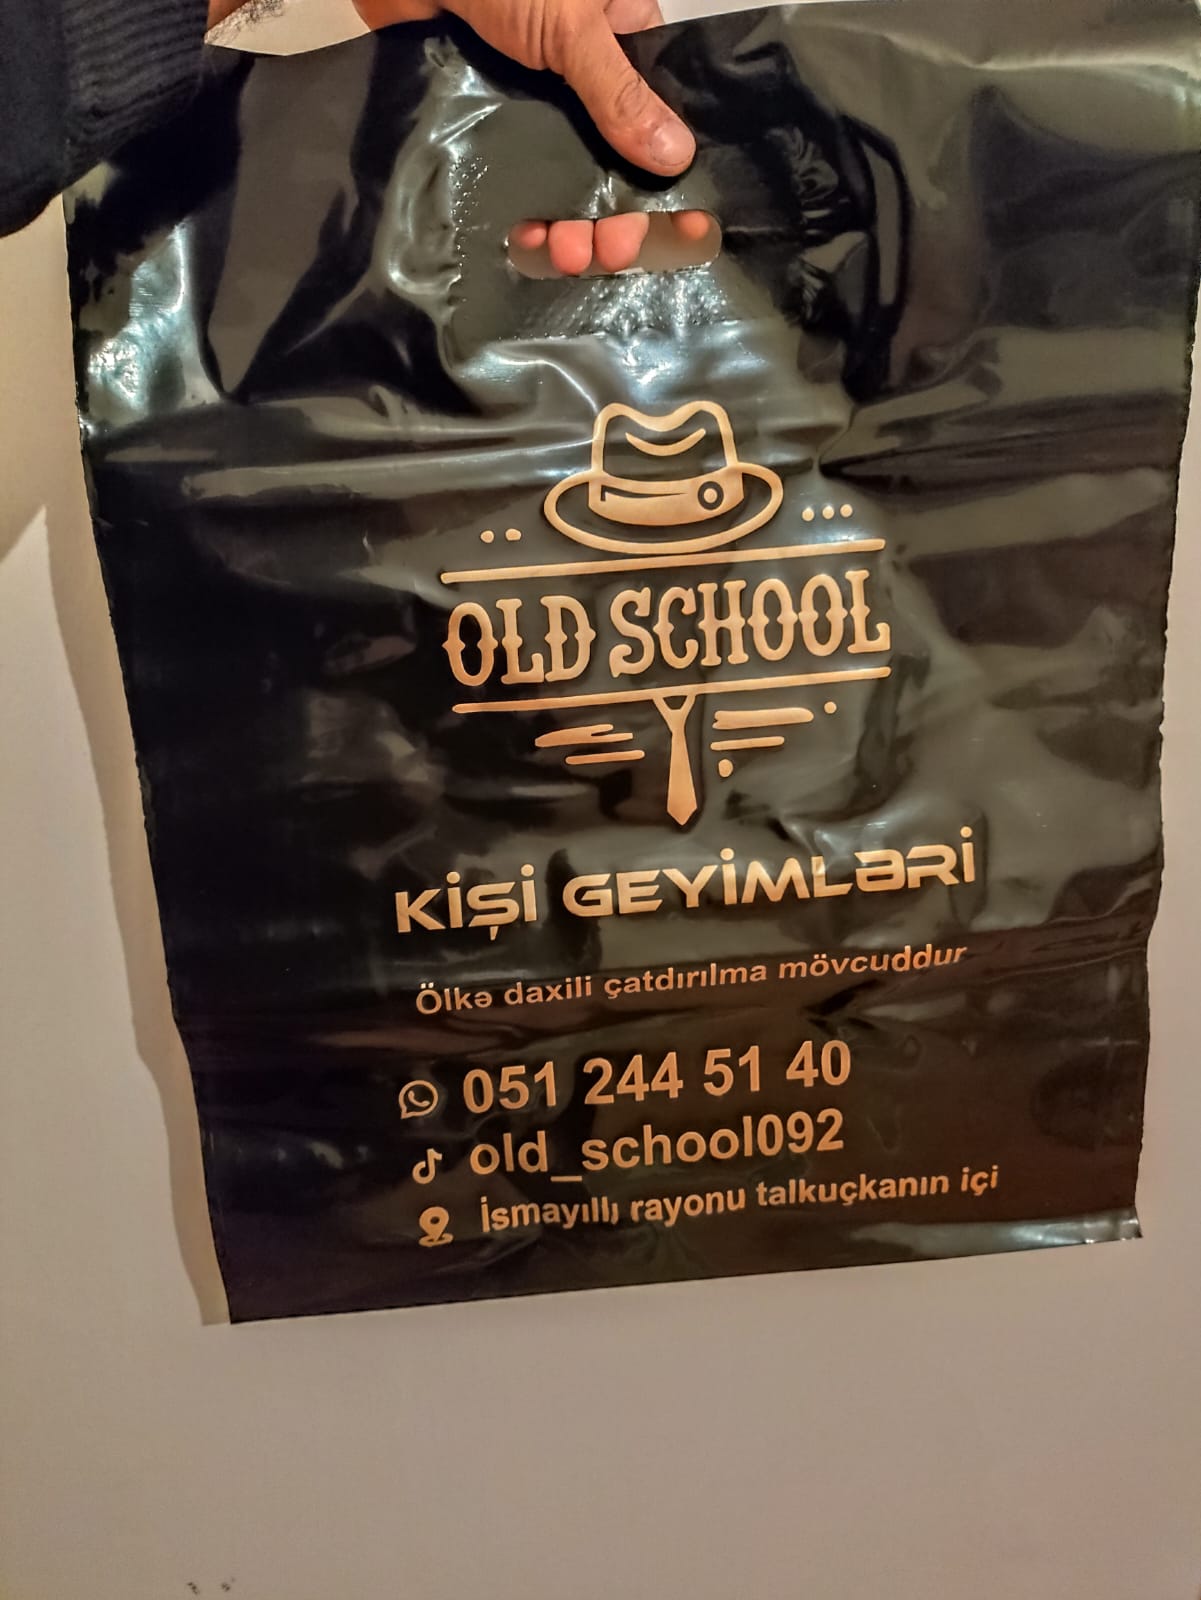 OLD SCHOOL
KİŞİ GEYİMLƏRİ
Ölkə daxili çatdırılma mövcuddur
051 244 51 40
old_school092
İsmayıllı rayonu talkuçkanın içi